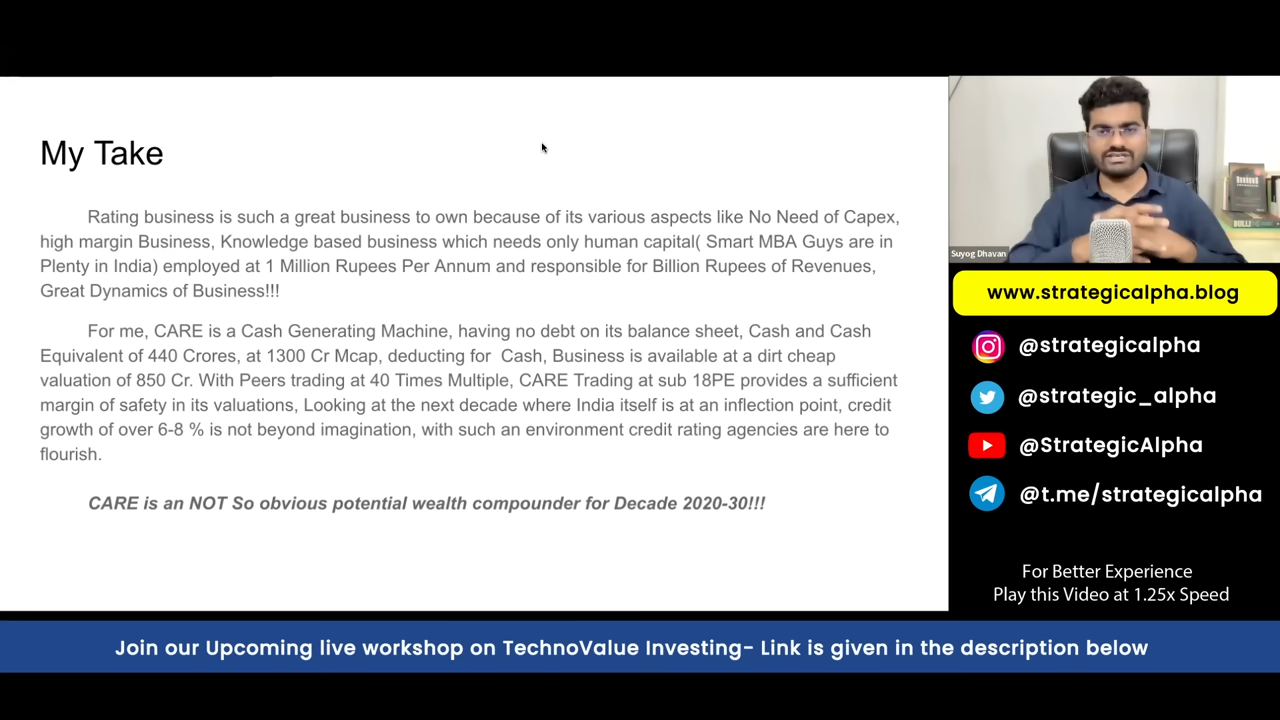 My Take
Rating business is such a great business to own because of its various aspects like No Need of Capex,
high margin Business, Knowledge based business which needs only human capital( Smart MBA Guys are in
Plenty in India) employed at 1 Million Rupees Per Annum and responsible for Billion Rupees of Revenues,
Great Dynamics of Business!!!
For me, CARE is a Cash Generating Machine, having no debt on its balance sheet, Cash and Cash
Equivalent of 440 Crores, at 1300 Cr Mcap, deducting for Cash, Business is available at a dirt cheap
valuation of 850 Cr. With Peers trading at 40 Times Multiple, CARE Trading at sub 18PE provides a sufficient
margin of safety in its valuations, Looking at the next decade where India itself is at an inflection point, credit
growth of over 6-8 % is not beyond imagination, with such an environment credit rating agencies are here to
flourish.
CARE is an NOT So obvious potential wealth compounder for Decade 2020-30!!!
Suyog Dhavan
www.strategicalpha.blog
@strategicalpha
@strategic_alpha
@StrategicAlpha
@t.me/strategicalpha
For Better Experience
Play this Video at 1.25x Speed
Join our Upcoming live workshop on TechnoValue Investing- Link is given in the description below